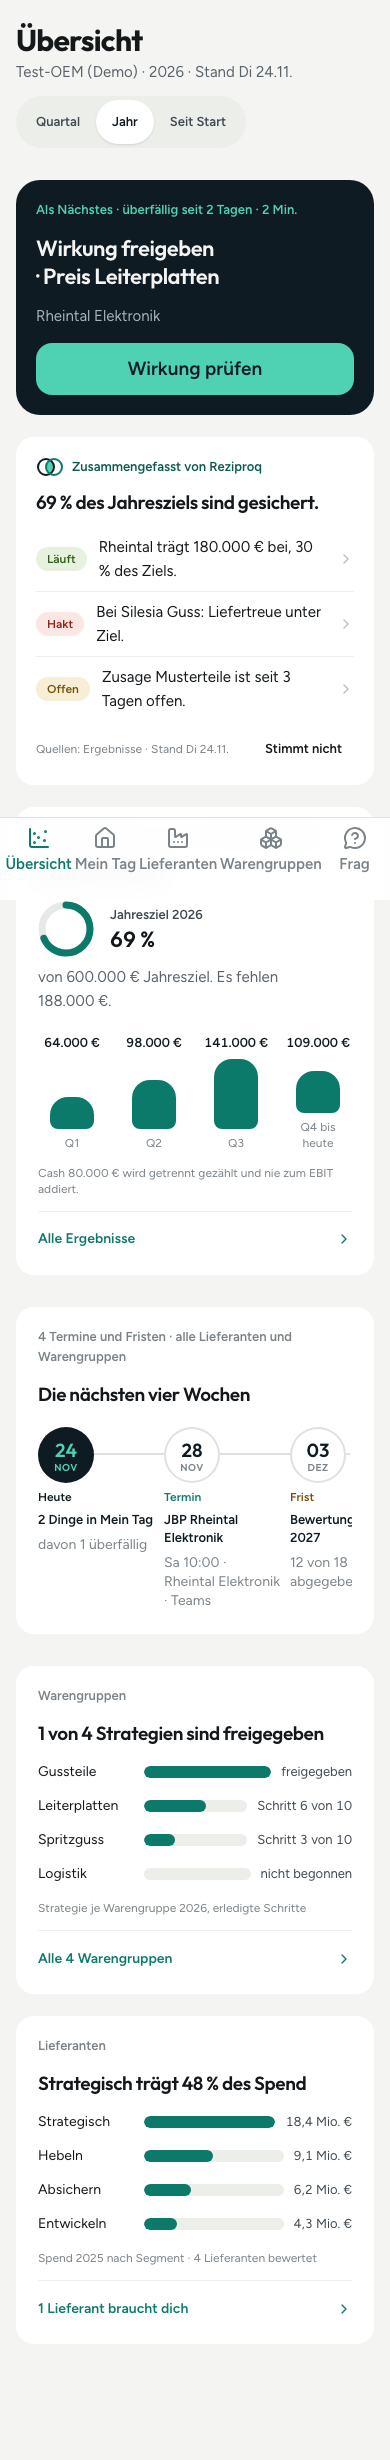 Übersicht
Test-OEM (Demo) · 2026 · Stand Di 24.11.
Quartal Jahr Seit Start
Als Nächstes · überfällig seit 2 Tagen · 2 Min.
Wirkung freigeben
· Preis Leiterplatten
Rheintal Elektronik
Wirkung prüfen
Zusammengefasst von Reziproq
69 % des Jahresziels sind gesichert.
Läuft Rheintal trägt 180.000 € bei, 30
% des Ziels.
Hakt Bei Silesia Guss: Liefertreue unter
Ziel.
Offen Zusage Musterteile ist seit 3
Tagen offen.
Quellen: Ergebnisse · Stand Di 24.11. Stimmt nicht
Übersicht Mein Tag Lieferanten Warengruppen Frag
Jahresziel 2026
69 %
von 600.000 € Jahresziel. Es fehlen
188.000 €.
64.000 € 98.000 € 141.000 € 109.000 €
Q1 Q2 Q3 Q4 bis
heute
Cash 80.000 € wird getrennt gezählt und nie zum EBIT
addiert.
Alle Ergebnisse
4 Termine und Fristen · alle Lieferanten und
Warengruppen
Die nächsten vier Wochen
24 28 03
NOV NOV DEZ
Heute Termin Frist
2 Dinge in Mein Tag JBP Rheintal Bewertung
Elektronik 2027
davon 1 überfällig Sa 10:00 · 12 von 18
Rheintal Elektronik abgegebe
· Teams
Warengruppen
1 von 4 Strategien sind freigegeben
Gussteile freigegeben
Leiterplatten Schritt 6 von 10
Spritzguss Schritt 3 von 10
Logistik nicht begonnen
Strategie je Warengruppe 2026, erledigte Schritte
Alle 4 Warengruppen
Lieferanten
Strategisch trägt 48 % des Spend
Strategisch 18,4 Mio. €
Hebeln 9,1 Mio. €
Absichern 6,2 Mio. €
Entwickeln 4,3 Mio. €
Spend 2025 nach Segment · 4 Lieferanten bewertet
1 Lieferant braucht dich